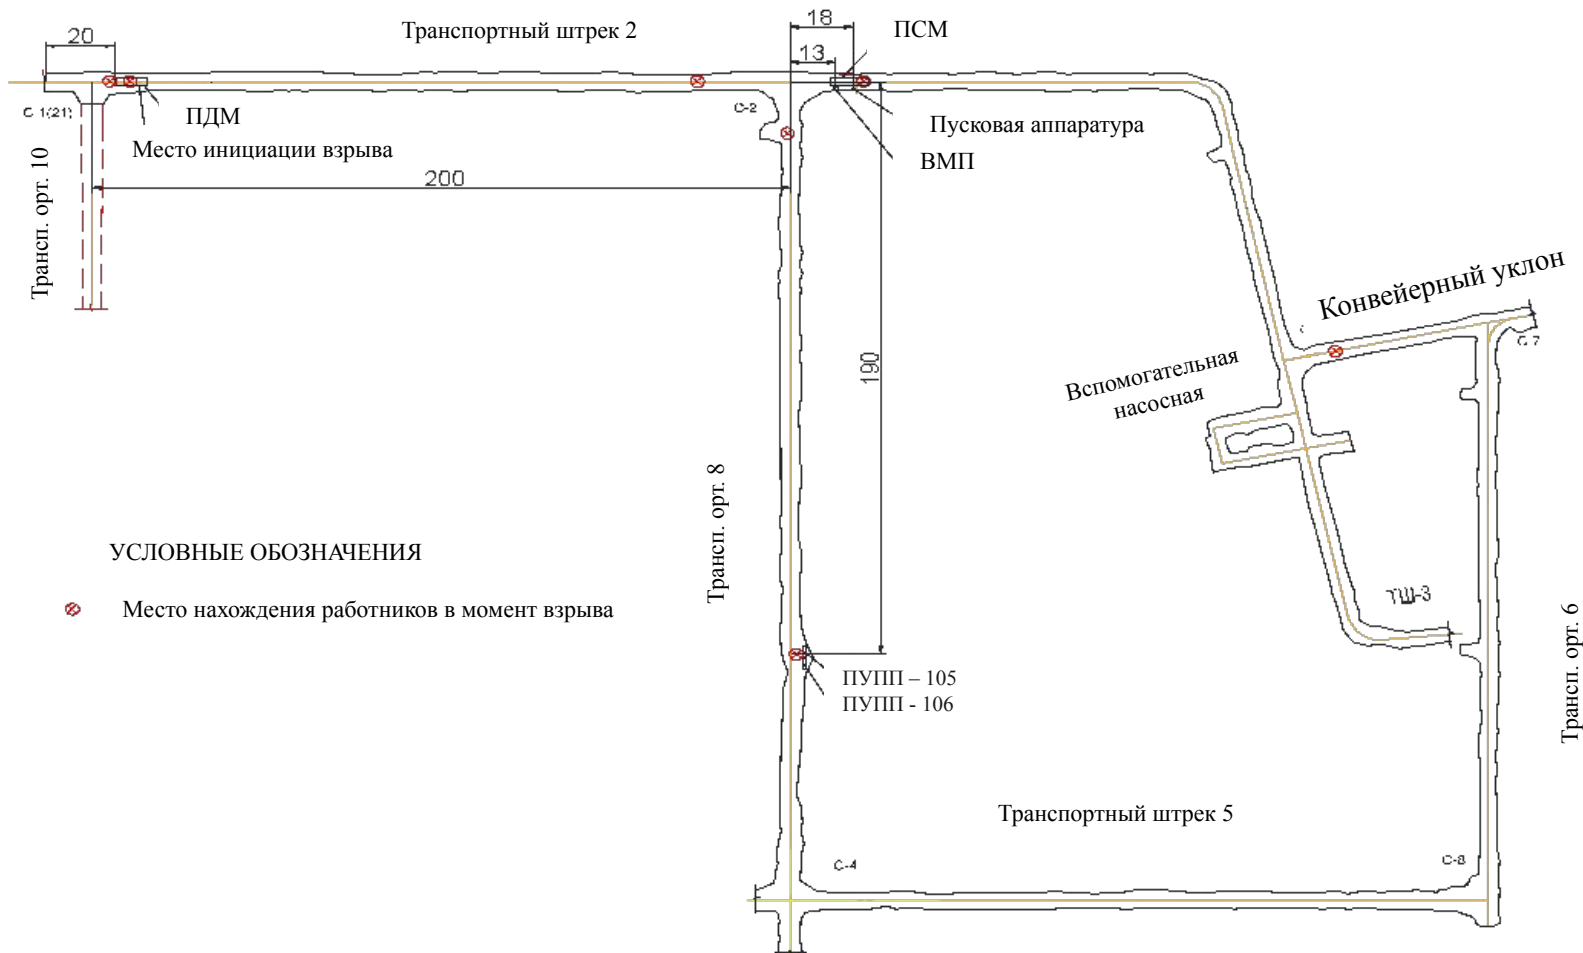 18
ПСМ
Транспортный штрек 2
20
13
С-1(21)
ПДМ
С-2
Пусковая аппаратура
Место инициации взрыва
ВМП
Трансп. орт. 10
200
Конвейерный уклон
С-7
190
Вспомогательная
насосная
Трансп. орт. 8
УСЛОВНЫЕ ОБОЗНАЧЕНИЯ
Место нахождения работников в момент взрыва
ТШ-3
Трансп. орт. 6
ПУПП – 105
ПУПП - 106
Транспортный штрек 5
С-4
С-8